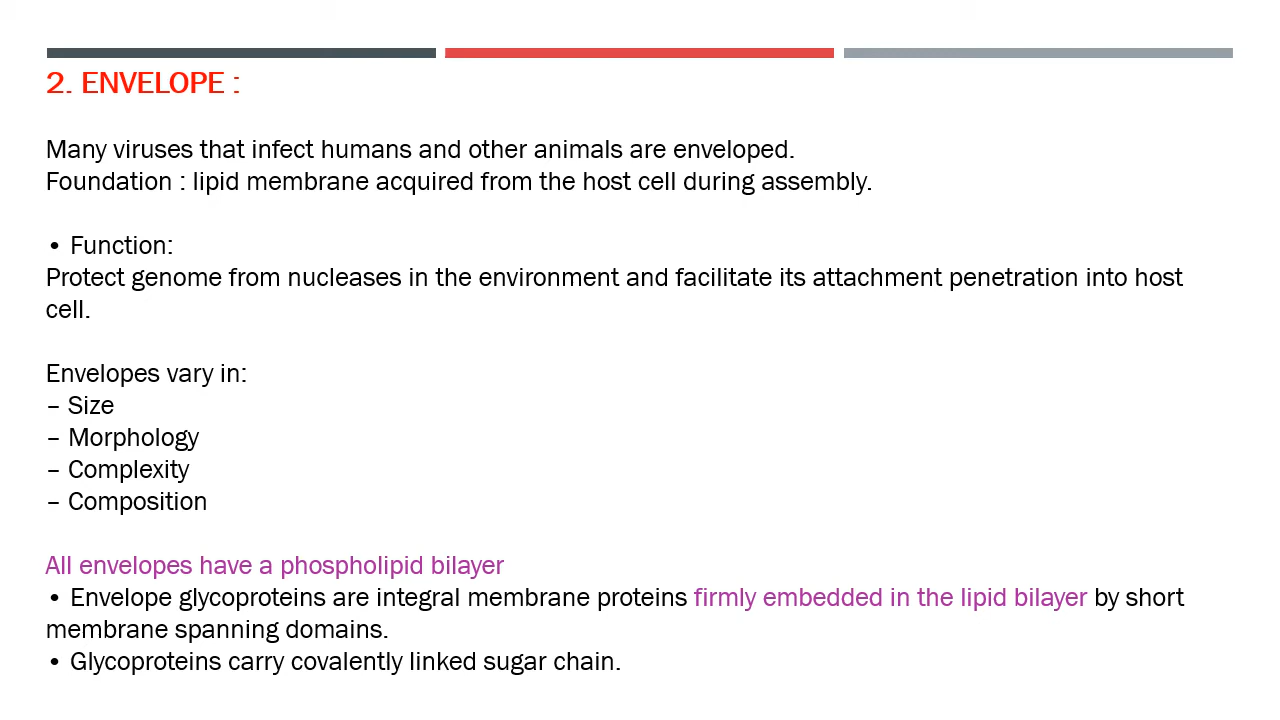 2. ENVELOPE :
Many viruses that infect humans and other animals are enveloped.
Foundation : lipid membrane acquired from the host cell during assembly.
• Function:
Protect genome from nucleases in the environment and facilitate its attachment penetration into host
cell.
Envelopes vary in:
– Size
– Morphology
– Complexity
– Composition
All envelopes have a phospholipid bilayer
• Envelope glycoproteins are integral membrane proteins firmly embedded in the lipid bilayer by short
membrane spanning domains.
• Glycoproteins carry covalently linked sugar chain.